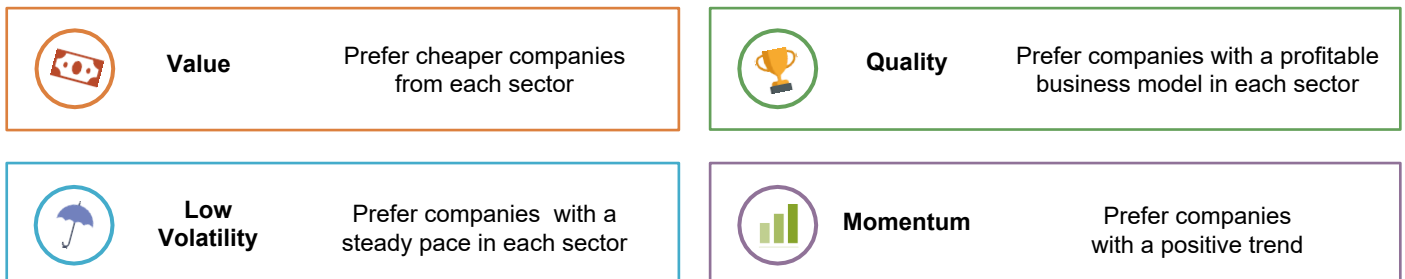 Value
Prefer cheaper companies
from each sector
Quality
Prefer companies with a profitable
business model in each sector
Low
Volatility
Prefer companies with a
steady pace in each sector
Momentum
Prefer companies
with a positive trend